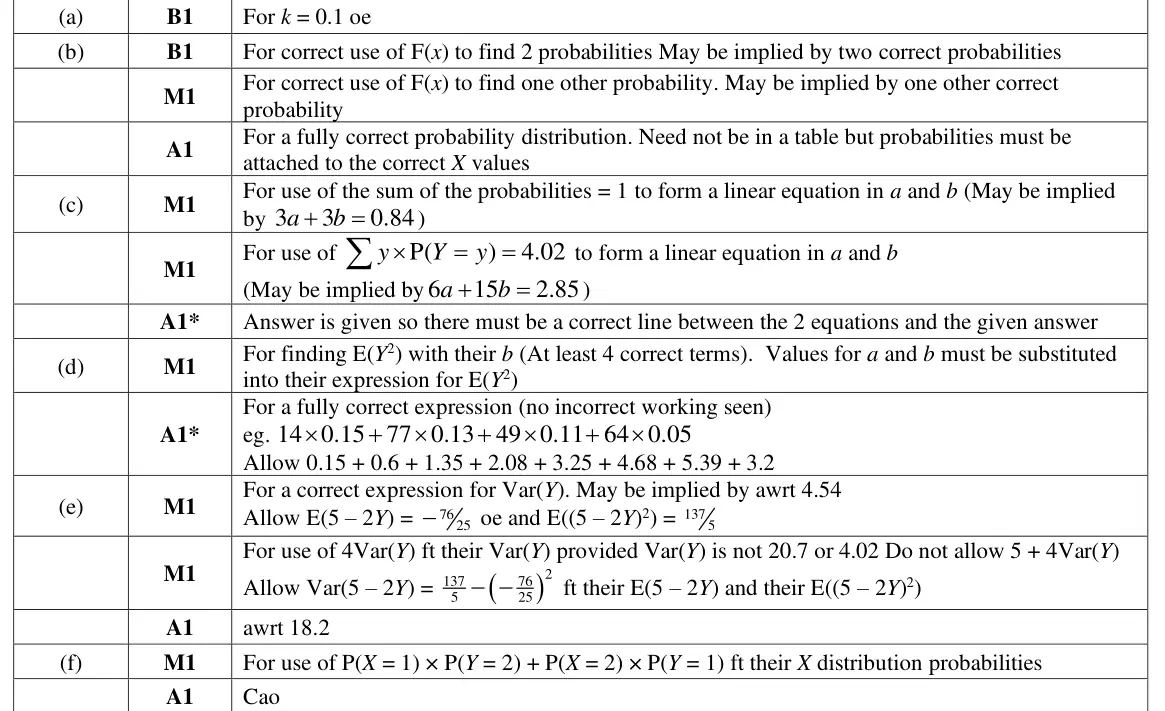 (a) B1 For k = 0.1 oe
(b) B1 For correct use of F(x) to find 2 probabilities May be implied by two correct probabilities
M1 For correct use of F(x) to find one other probability. May be implied by one other correct
probability
A1 For a fully correct probability distribution. Need not be in a table but probabilities must be
attached to the correct X values
(c) M1 For use of the sum of the probabilities = 1 to form a linear equation in a and b (May be implied
by 3a + 3b = 0.84)
M1 For use of ∑ y × P(Y = y) = 4.02 to form a linear equation in a and b
(May be implied by 6a + 15b = 2.85)
A1* Answer is given so there must be a correct line between the 2 equations and the given answer
(d) M1 For finding E(Y²) with their b (At least 4 correct terms). Values for a and b must be substituted
into their expression for E(Y²)
A1* For a fully correct expression (no incorrect working seen)
eg. 14×0.15 + 77×0.13 + 49×0.11 + 64×0.05
Allow 0.15 + 0.6 + 1.35 + 2.08 + 3.25 + 4.68 + 5.39 + 3.2
(e) M1 For a correct expression for Var(Y). May be implied by awrt 4.54
Allow E(5 – 2Y) = −76/25 oe and E((5 – 2Y)²) = 137/5
M1 For use of 4Var(Y) ft their Var(Y) provided Var(Y) is not 20.7 or 4.02 Do not allow 5 + 4Var(Y)
Allow Var(5 – 2Y) = 137/5 − (−76/25)² ft their E(5 – 2Y) and their E((5 – 2Y)²)
A1 awrt 18.2
(f) M1 For use of P(X = 1) × P(Y = 2) + P(X = 2) × P(Y = 1) ft their X distribution probabilities
A1 Cao